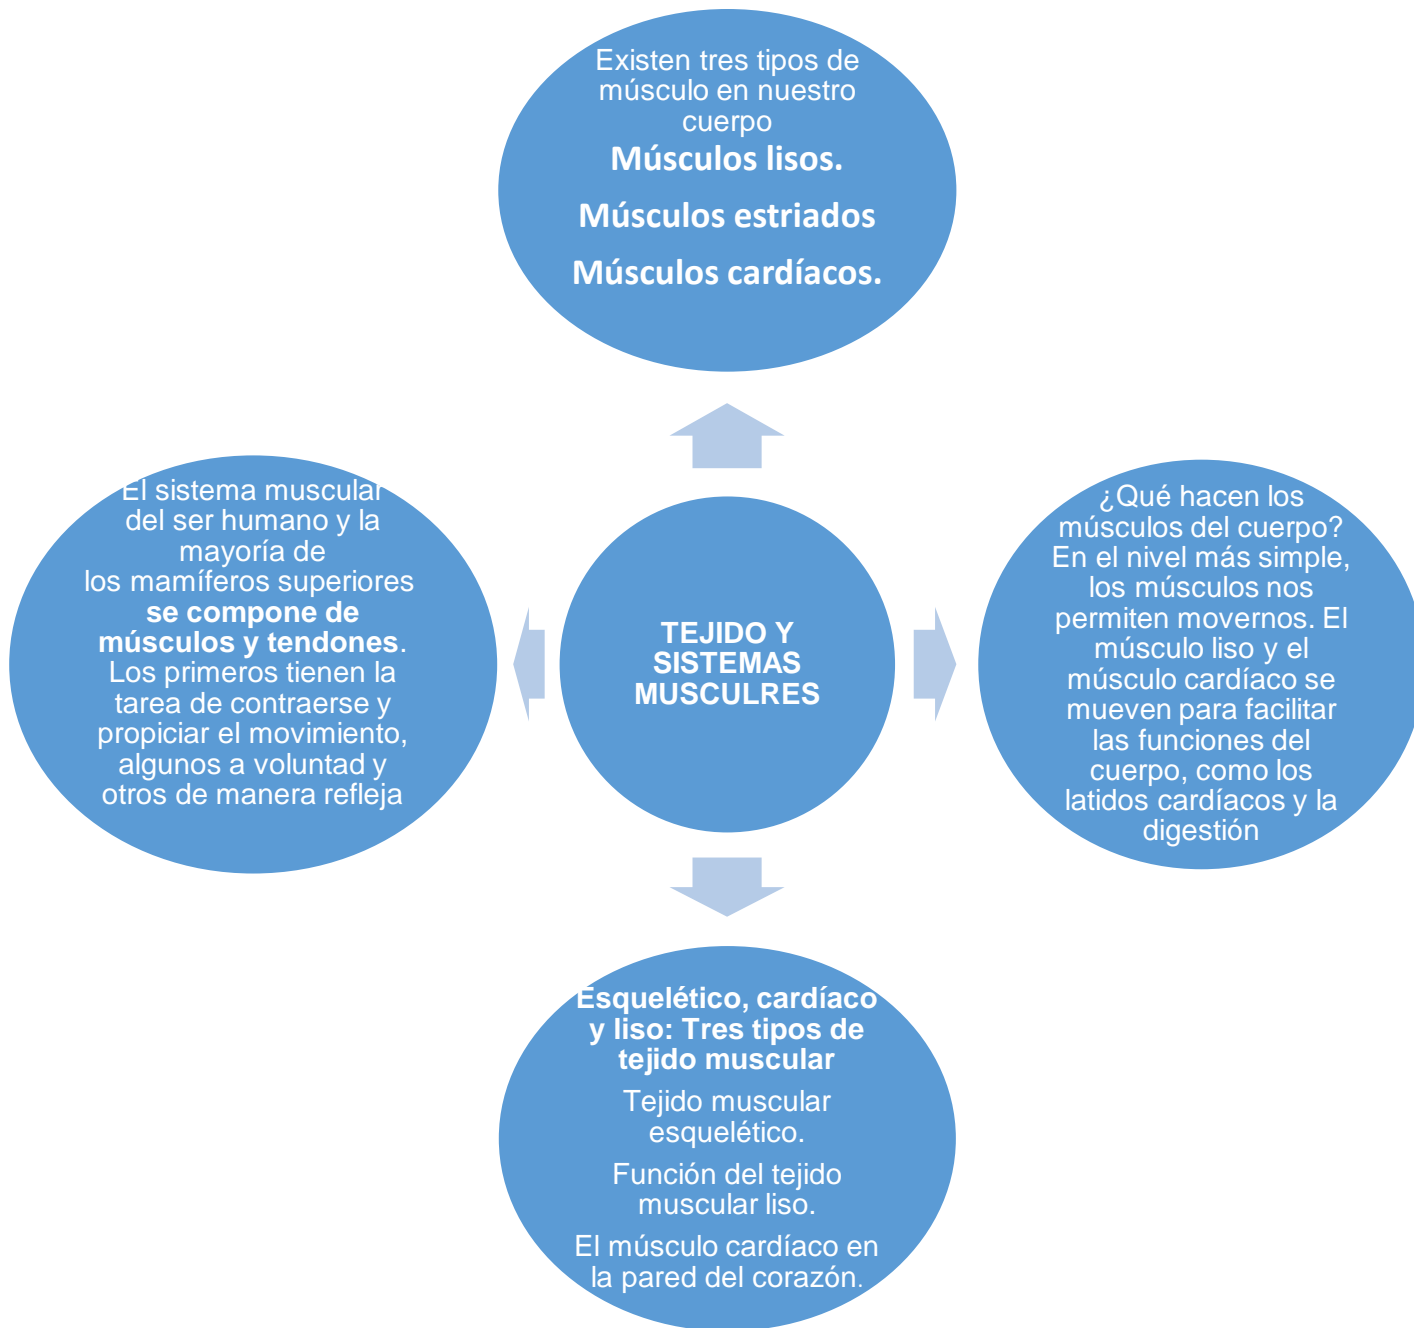 Existen tres tipos de
músculo en nuestro
cuerpo
Músculos lisos.
Músculos estriados
Músculos cardíacos.
El sistema muscular
del ser humano y la
mayoría de
los mamíferos superiores
se compone de
músculos y tendones.
Los primeros tienen la
tarea de contraerse y
propiciar el movimiento,
algunos a voluntad y
otros de manera refleja
TEJIDO Y
SISTEMAS
MUSCULRES
¿Qué hacen los
músculos del cuerpo?
En el nivel más simple,
los músculos nos
permiten movernos. El
músculo liso y el
músculo cardíaco se
mueven para facilitar
las funciones del
cuerpo, como los
latidos cardíacos y la
digestión
Esquelético, cardíaco
y liso: Tres tipos de
tejido muscular
Tejido muscular
esquelético.
Función del tejido
muscular liso.
El músculo cardíaco en
la pared del corazón.